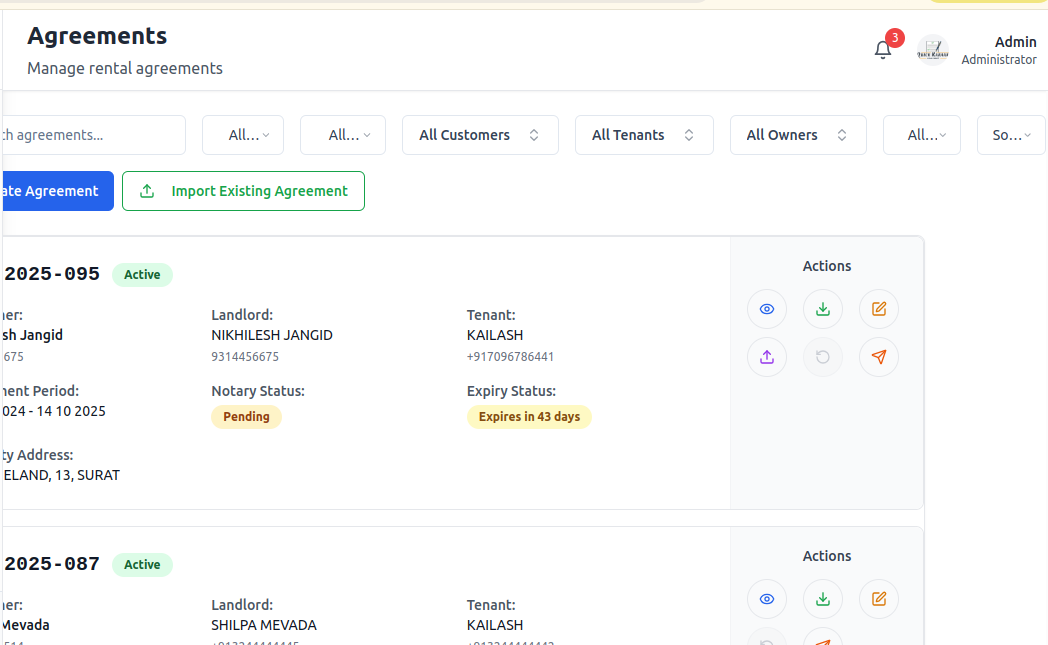 Agreements
Manage rental agreements
3
Admin
Administrator
ch agreements...
All...
All...
All Customers
All Tenants
All Owners
All...
So...
ate Agreement
Import Existing Agreement
2025-095
Active
Actions
ner:
Landlord:
Tenant:
sh Jangid
NIKHILESH JANGID
KAILASH
675
9314456675
+917096786441
ment Period:
Notary Status:
Expiry Status:
024 - 14 10 2025
Pending
Expires in 43 days
ty Address:
ELAND, 13, SURAT
2025-087
Active
Actions
ner:
Landlord:
Tenant:
Mevada
SHILPA MEVADA
KAILASH